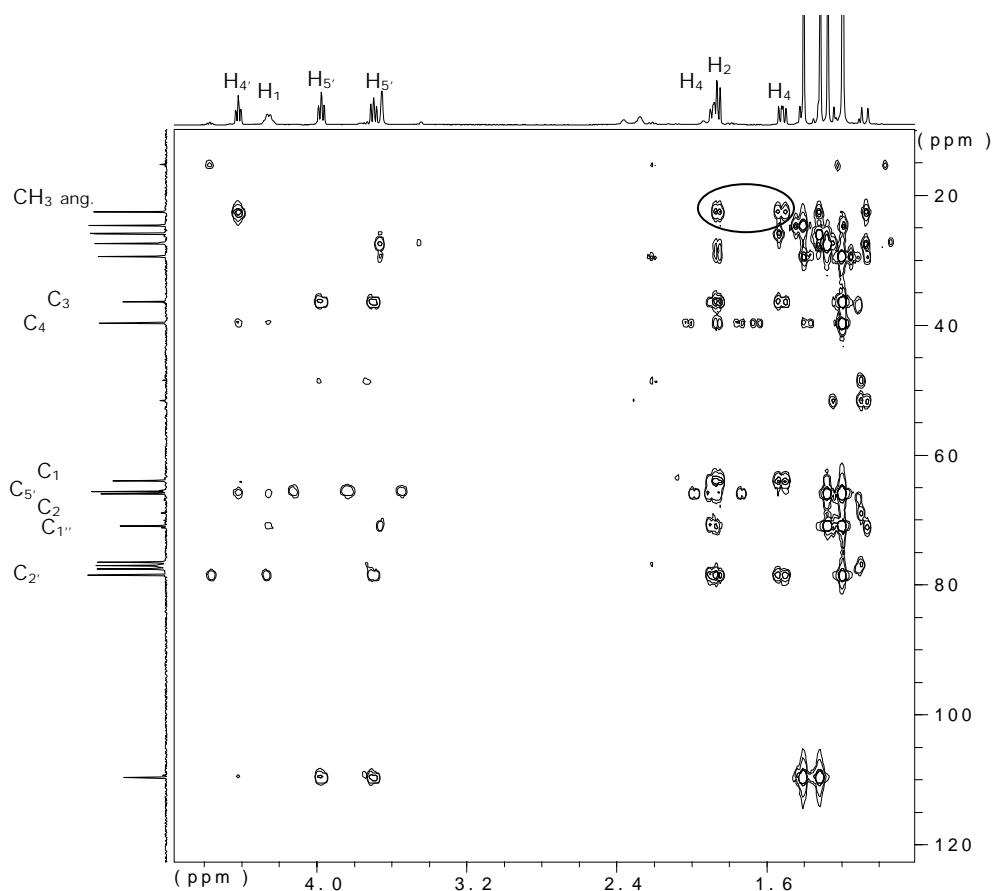 H4' H1 H5' H5' H4 H2 H4
(ppm)
20
40
60
80
100
120
CH3 ang.
C3
C4
C1
C5'
C2
C1''
C2'
(ppm) 4.0 3.2 2.4 1.6